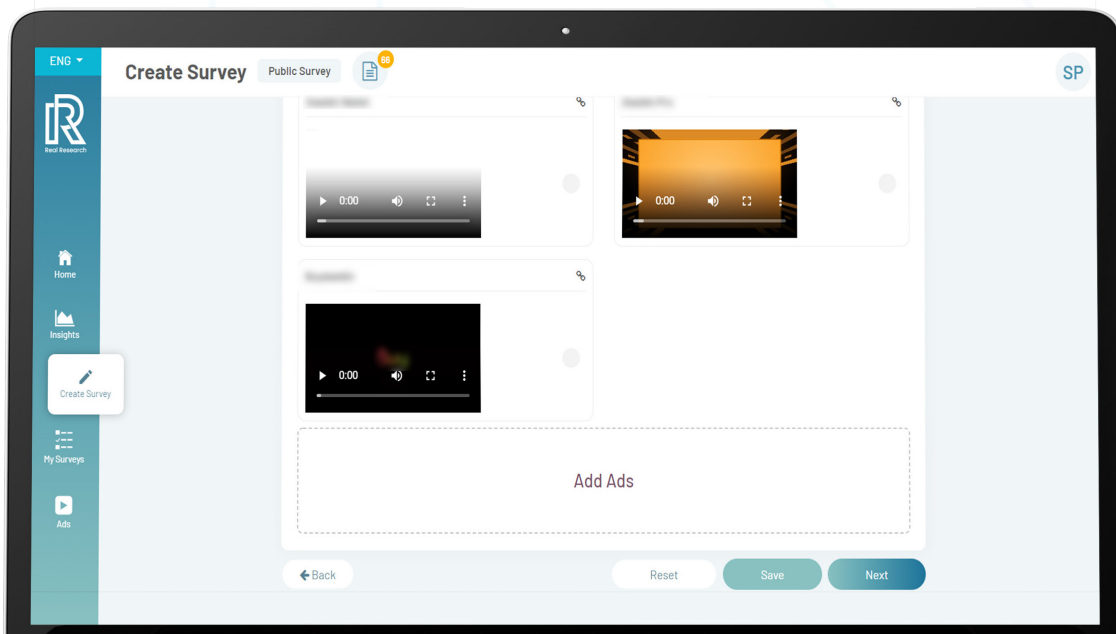 ENG
Create Survey
Public Survey
66
SP
Real Research
0:00
0:00
Home
Insights
0:00
Create Survey
My Surveys
Add Ads
Ads
Back
Reset
Save
Next